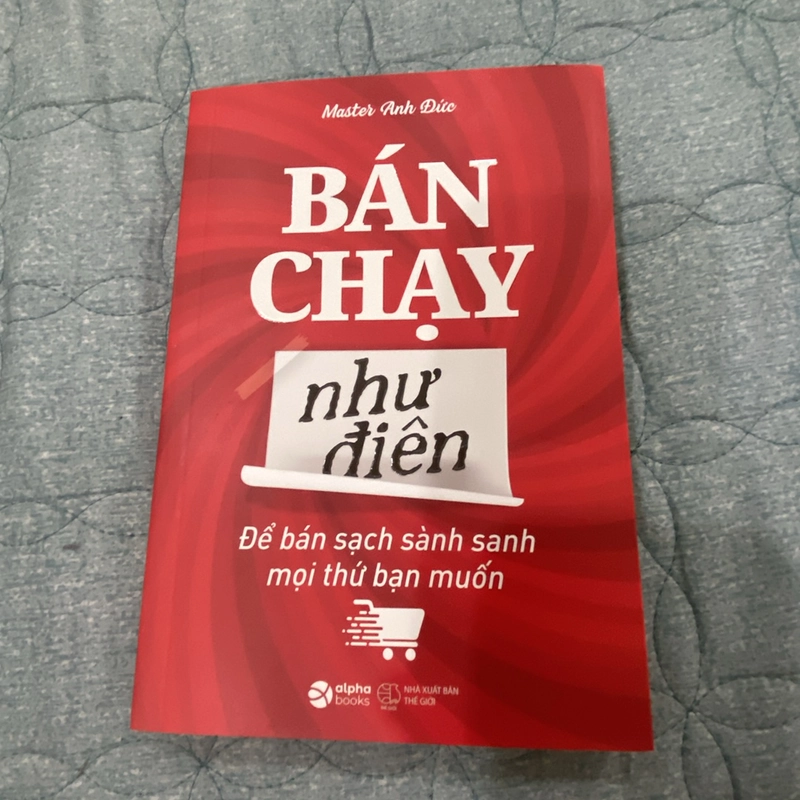 Master Anh Đức
BÁN
CHẠY
như
điên
Để bán sạch sành sanh
mọi thứ bạn muốn
alpha
books
NHÀ XUẤT BẢN
THẾ GIỚI